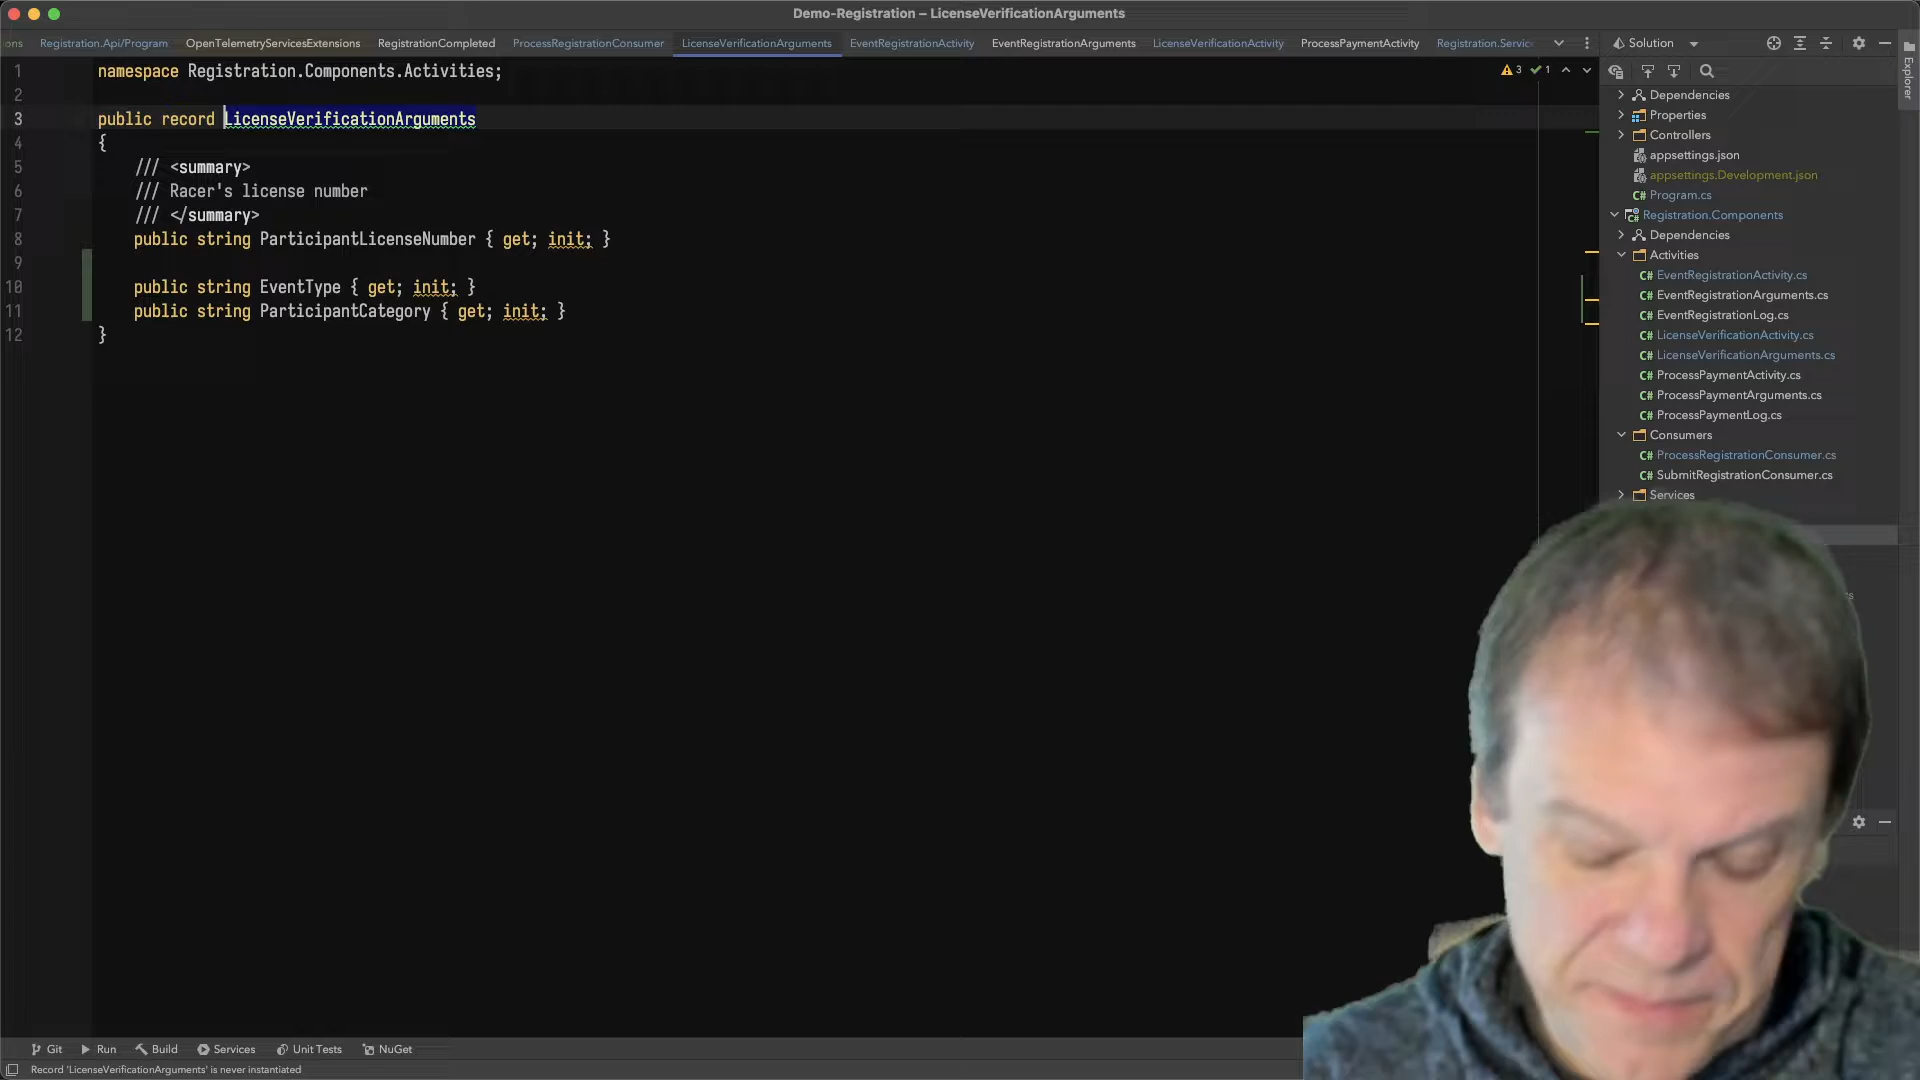 Demo-Registration – LicenseVerificationArguments
ons Registration.Api/Program OpenTelemetryServicesExtensions RegistrationCompleted ProcessRegistrationConsumer LicenseVerificationArguments EventRegistrationActivity EventRegistrationArguments LicenseVerificationActivity ProcessPaymentActivity Registration.Servic
Solution
Explorer
3 1
1 namespace Registration.Components.Activities;
2
3 public record LicenseVerificationArguments
4 {
5 /// <summary>
6 /// Racer's license number
7 /// </summary>
8 public string ParticipantLicenseNumber { get; init; }
9
10 public string EventType { get; init; }
11 public string ParticipantCategory { get; init; }
12 }
Dependencies
Properties
Controllers
appsettings.json
appsettings.Development.json
C# Program.cs
Registration.Components
Dependencies
Activities
C# EventRegistrationActivity.cs
C# EventRegistrationArguments.cs
C# EventRegistrationLog.cs
C# LicenseVerificationActivity.cs
C# LicenseVerificationArguments.cs
C# ProcessPaymentActivity.cs
C# ProcessPaymentArguments.cs
C# ProcessPaymentLog.cs
Consumers
C# ProcessRegistrationConsumer.cs
C# SubmitRegistrationConsumer.cs
Services
Git Run Build Services Unit Tests NuGet
Record 'LicenseVerificationArguments' is never instantiated